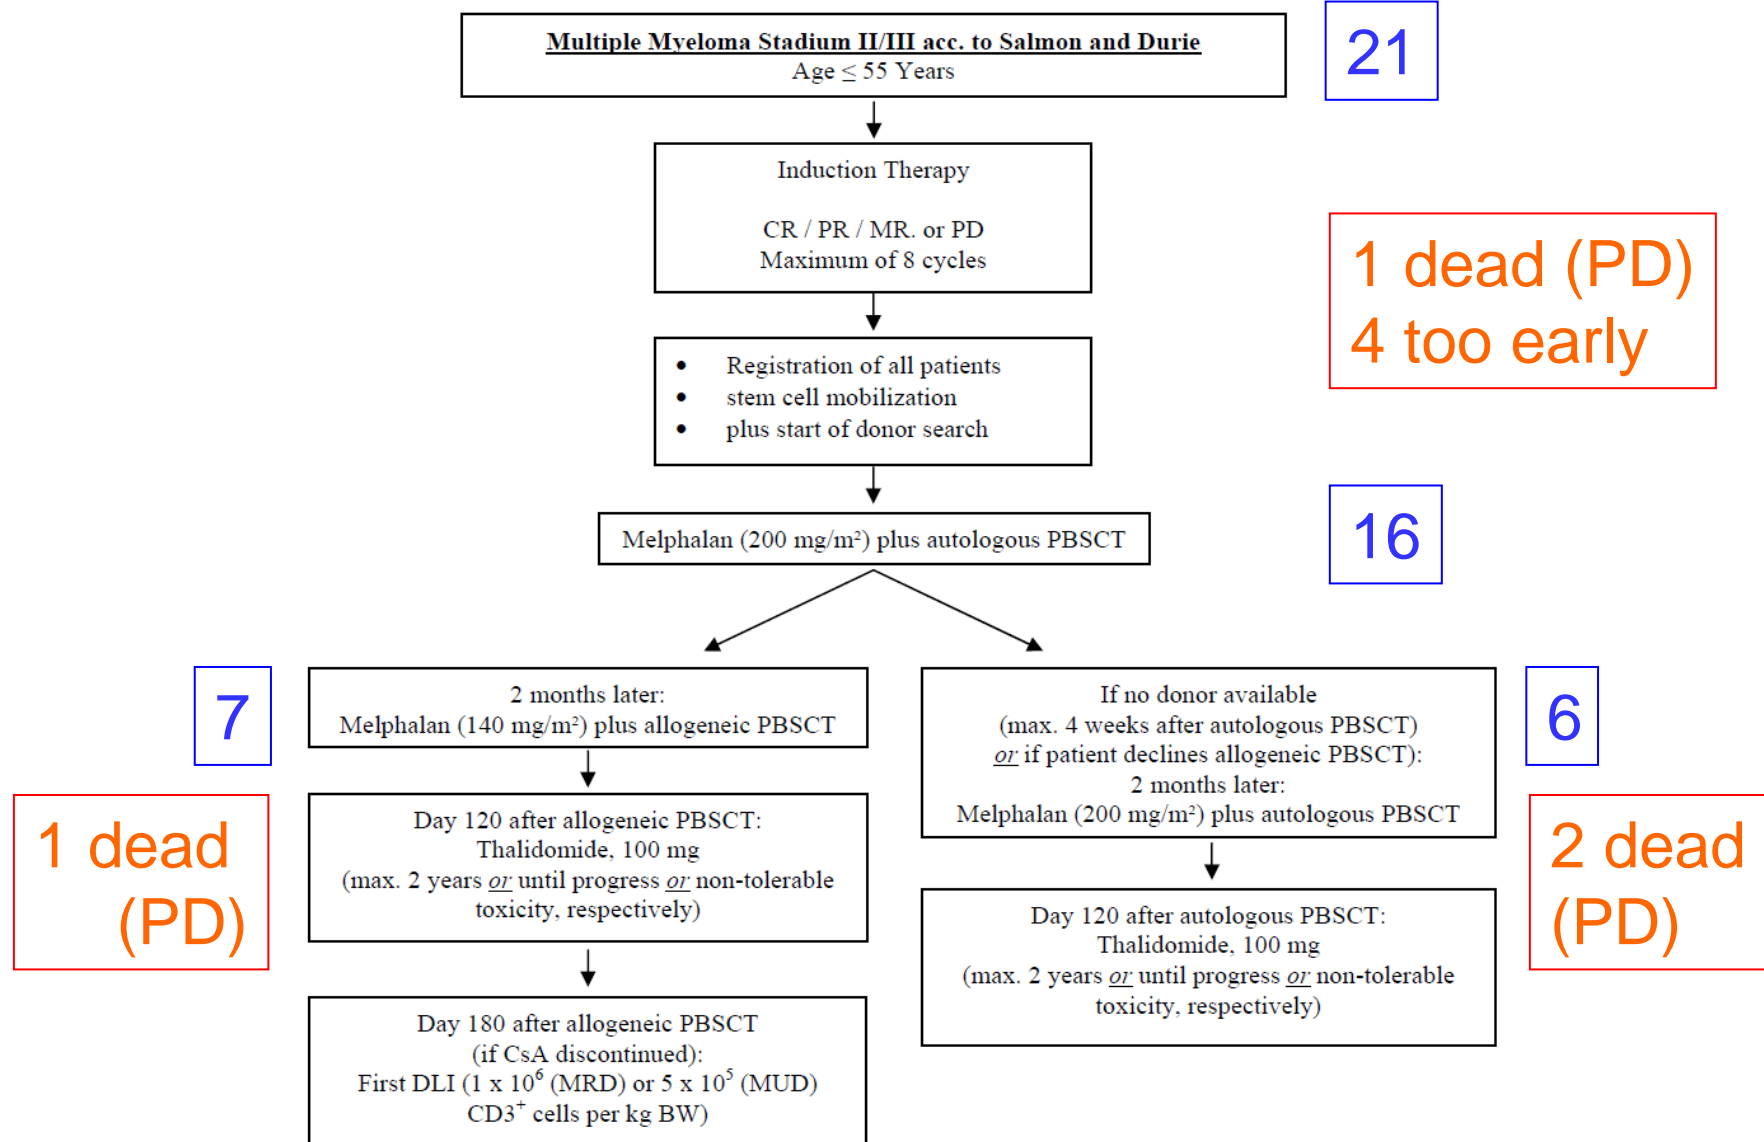 Multiple Myeloma Stadium II/III acc. to Salmon and Durie
Age ≤ 55 Years
21
Induction Therapy
CR / PR / MR. or PD
Maximum of 8 cycles
1 dead (PD)
4 too early
• Registration of all patients
• stem cell mobilization
• plus start of donor search
Melphalan (200 mg/m²) plus autologous PBSCT
16
7
2 months later:
Melphalan (140 mg/m²) plus allogeneic PBSCT
If no donor available
(max. 4 weeks after autologous PBSCT)
or if patient declines allogeneic PBSCT):
2 months later:
Melphalan (200 mg/m²) plus autologous PBSCT
6
1 dead
(PD)
Day 120 after allogeneic PBSCT:
Thalidomide, 100 mg
(max. 2 years or until progress or non-tolerable
toxicity, respectively)
Day 120 after autologous PBSCT:
Thalidomide, 100 mg
(max. 2 years or until progress or non-tolerable
toxicity, respectively)
2 dead
(PD)
Day 180 after allogeneic PBSCT
(if CsA discontinued):
First DLI (1 x 10⁶ (MRD) or 5 x 10⁵ (MUD)
CD3⁺ cells per kg BW)